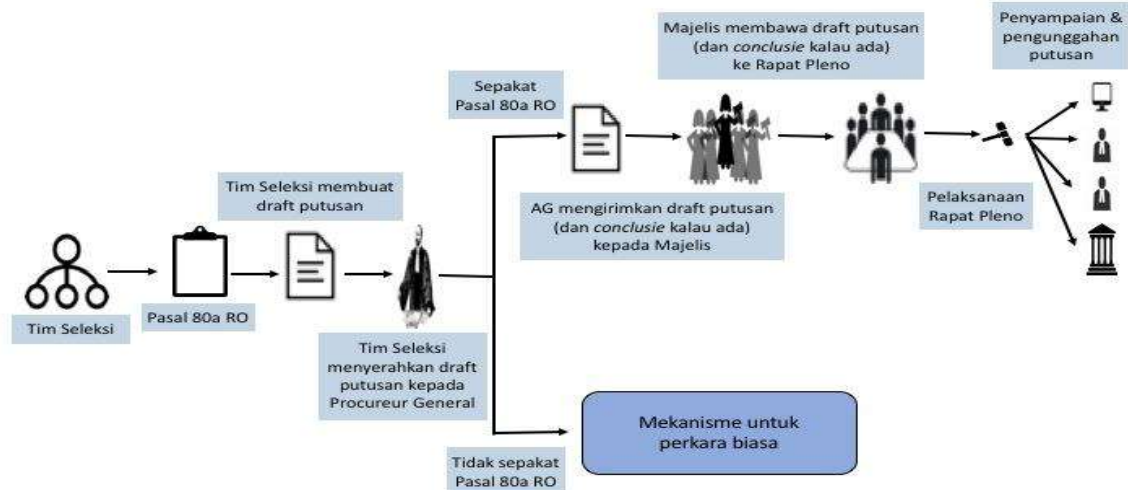 Tim Seleksi
Pasal 80a RO
Tim Seleksi membuat
draft putusan
Tim Seleksi
menyerahkan draft
putusan kepada
Procureur General
Sepakat
Pasal 80a RO
AG mengirimkan draft putusan
(dan conclusie kalau ada)
kepada Majelis
Majelis membawa draft putusan
(dan conclusie kalau ada)
ke Rapat Pleno
Pelaksanaan
Rapat Pleno
Penyampaian &
pengunggahan
putusan
Tidak sepakat
Pasal 80a RO
Mekanisme untuk
perkara biasa